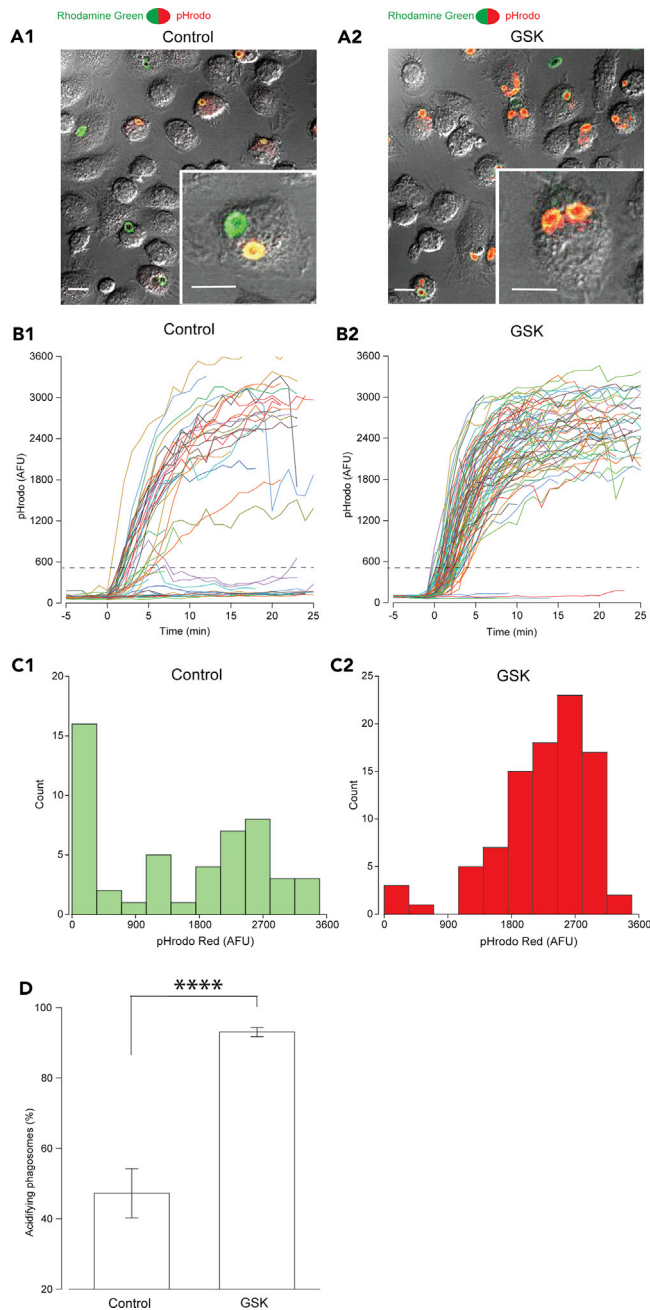 Rhodamine Green pHrodo
Rhodamine Green pHrodo
A1 Control
A2 GSK
B1 Control
B2 GSK
3600
3000
2400
1800
1200
600
0
pHrodo (AFU)
-5 0 5 10 15 20 25
Time (min)
3600
3000
2400
1800
1200
600
0
pHrodo (AFU)
-5 0 5 10 15 20 25
Time (min)
C1 Control
C2 GSK
20
15
10
5
0
Count
0 900 1800 2700 3600
pHrodo Red (AFU)
25
20
15
10
5
0
Count
0 900 1800 2700 3500
pHrodo Red (AFU)
D
****
100
80
60
40
20
Acidifying phagosomes (%)
Control GSK